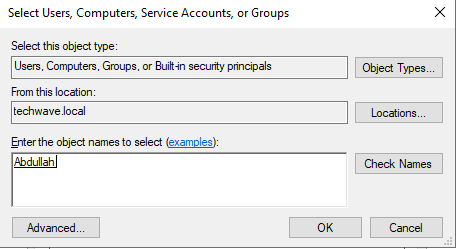 Select Users, Computers, Service Accounts, or Groups
Select this object type:
Users, Computers, Groups, or Built-in security principals
Object Types...
From this location:
techwave.local
Locations...
Enter the object names to select (examples):
Abdullah
Check Names
Advanced...
OK
Cancel